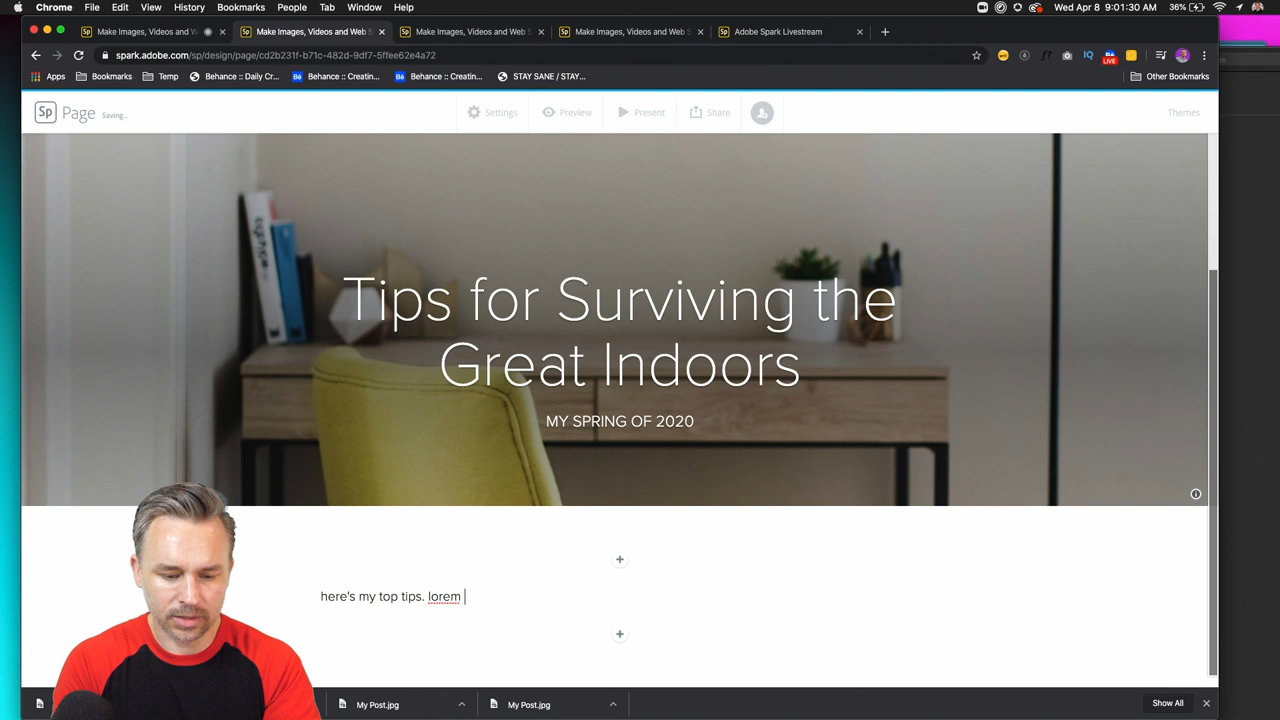 Chrome File Edit View History Bookmarks People Tab Window Help
36% Wed Apr 8 9:01:30 AM
Make Images, Videos and W
Make Images, Videos and Web S
Make Images, Videos and Web S
Make Images, Videos and Web S
Adobe Spark Livestream
spark.adobe.com/sp/design/page/cd2b231f-b71c-482d-9df7-5ffee62e4a72
LIVE
Apps Bookmarks Temp Behance : Daily Cr... Behance :: Creatin... Behance :: Creatin... STAY SANE / STAY... Other Bookmarks
Sp Page Saving... Settings Preview Present Share Themes
Tips for Surviving the
Great Indoors
MY SPRING OF 2020
here's my top tips. lorem
My Post.jpg My Post.jpg Show All